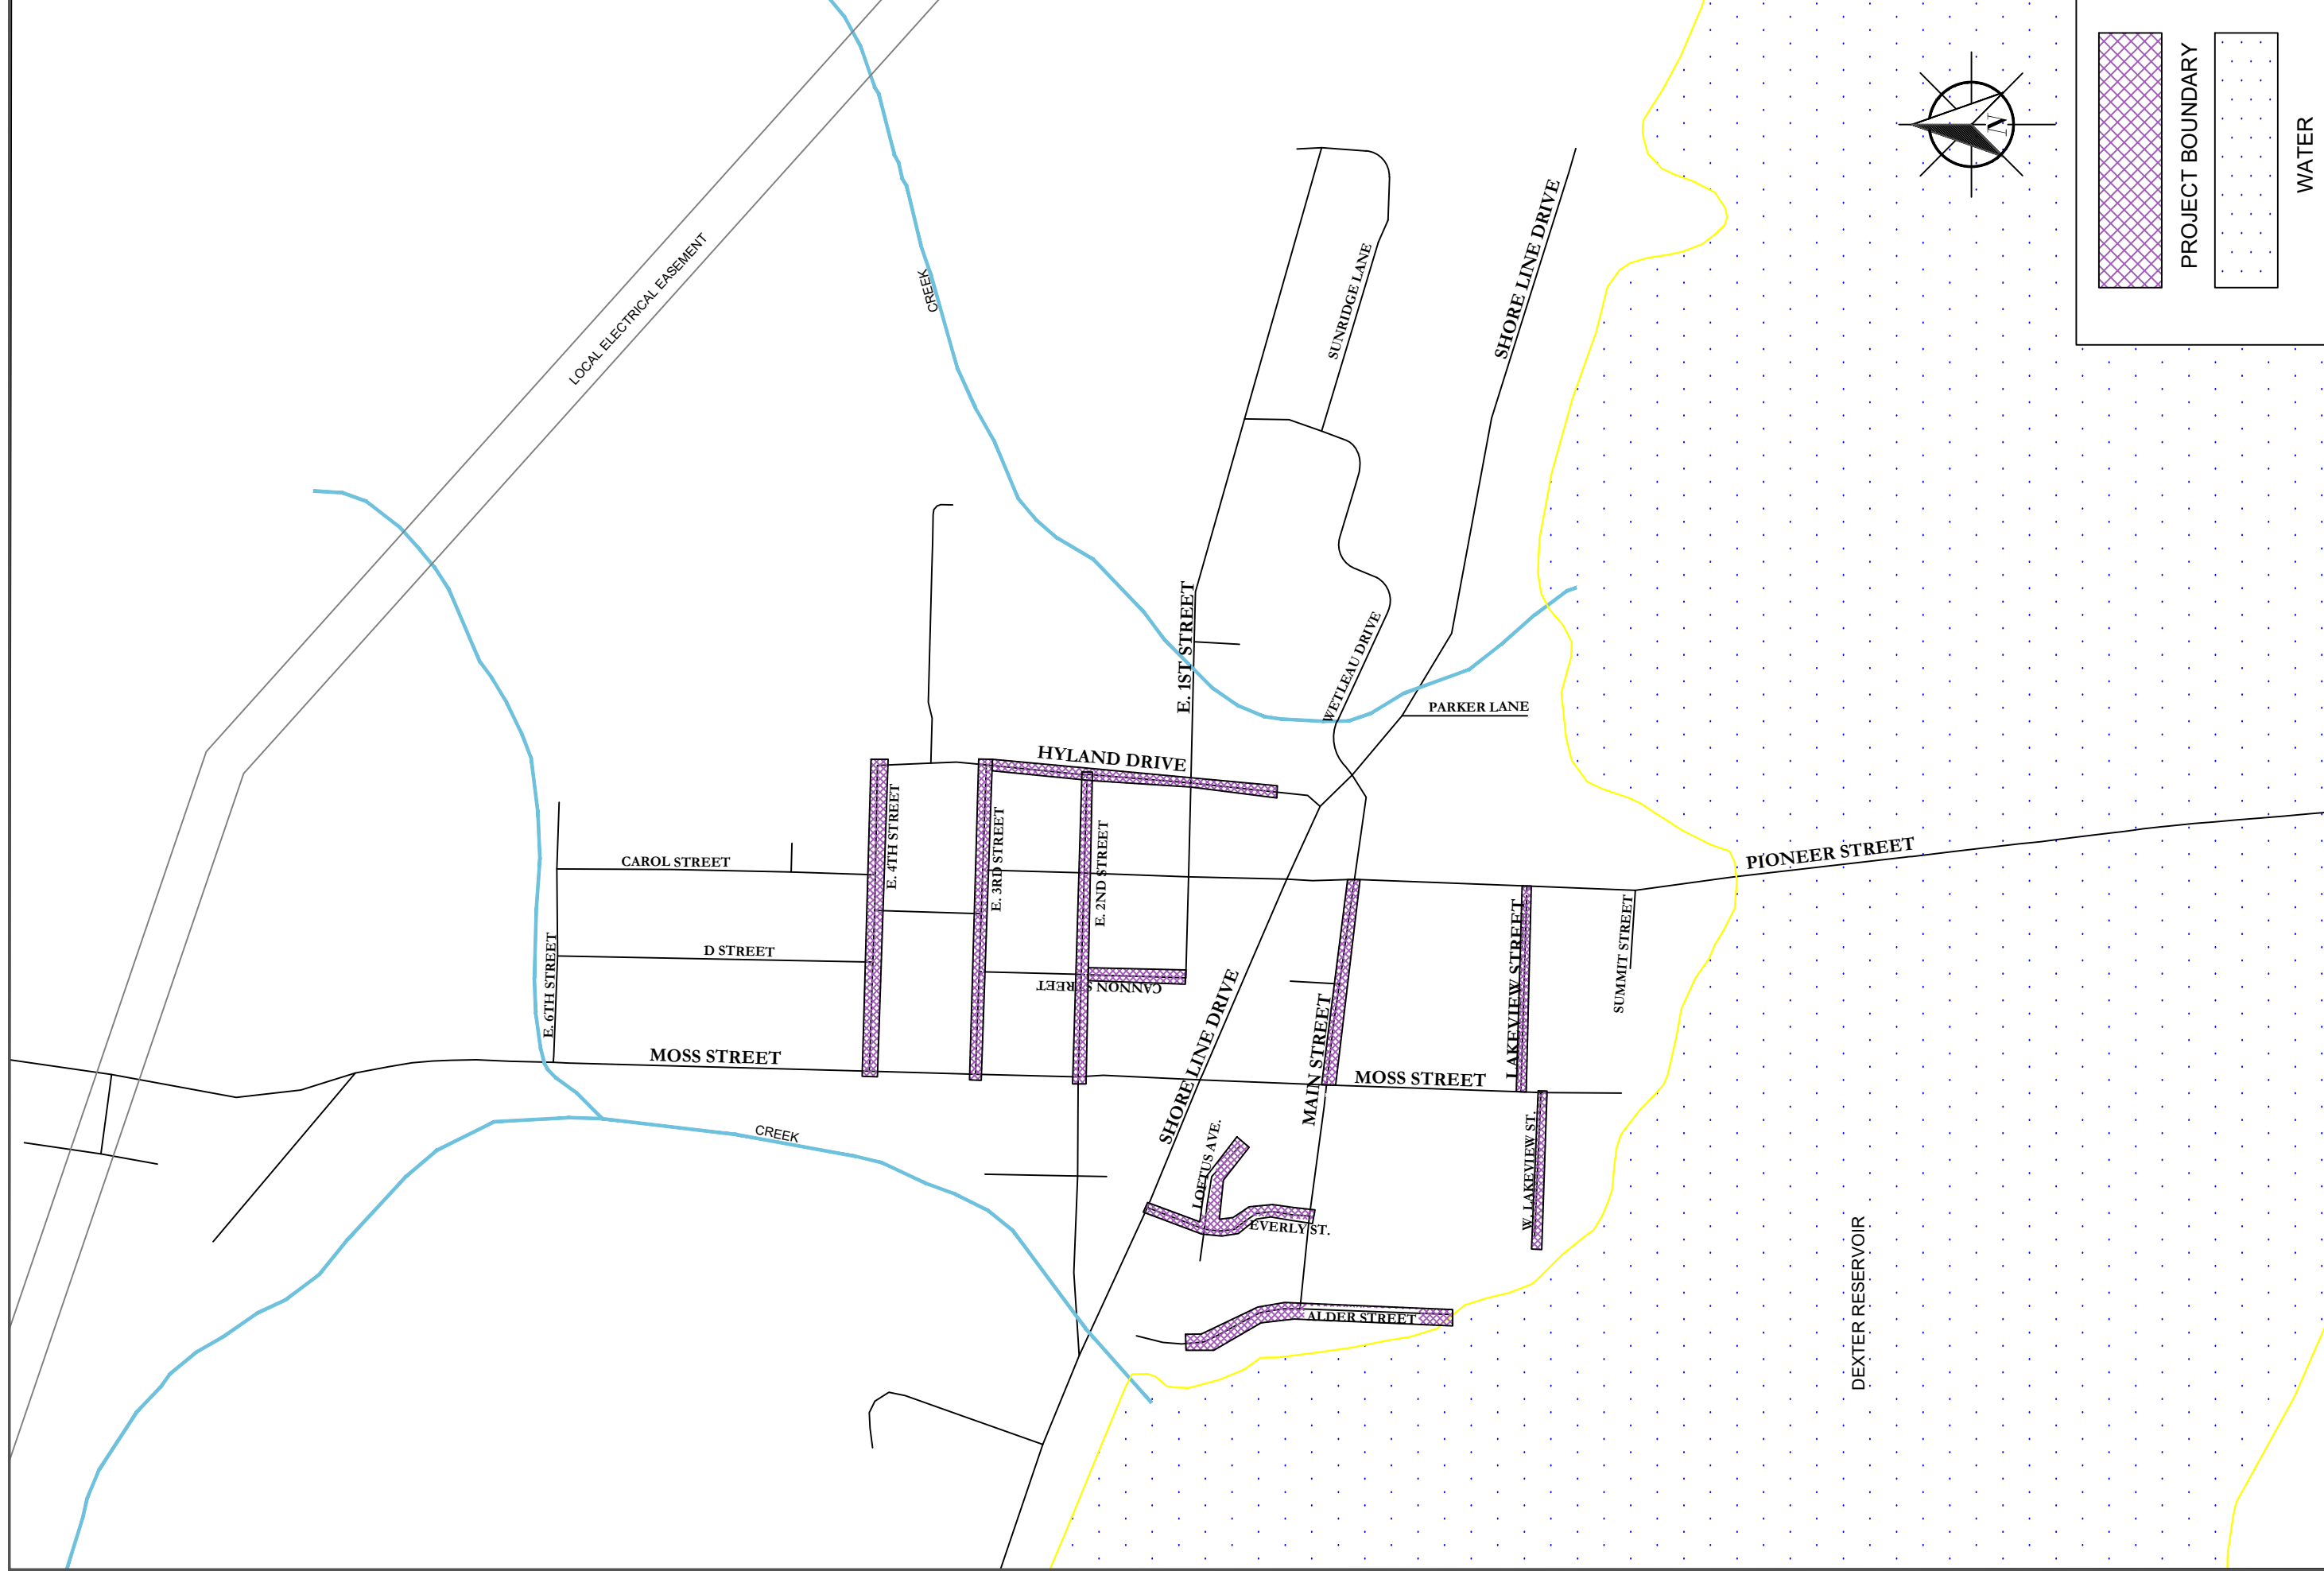 LOCAL ELECTRICAL EASEMENT
CREEK
SUNRIDGE LANE
SHORE LINE DRIVE
N
PROJECT BOUNDARY
WATER
E. 1ST STREET
WETLEAU DRIVE
PARKER LANE
HYLAND DRIVE
E. 4TH STREET
E. 3RD STREET
E. 2ND STREET
CAROL STREET
PIONEER STREET
D STREET
E. 6TH STREET
CANNON STREET
LAKEVIEW STREET
SUMMIT STREET
SHORE LINE DRIVE
MAIN STREET
MOSS STREET
MOSS STREET
CREEK
LOFTUS AVE.
EVERLY ST.
W. LAKEVIEW ST.
ALDER STREET
DEXTER RESERVOIR